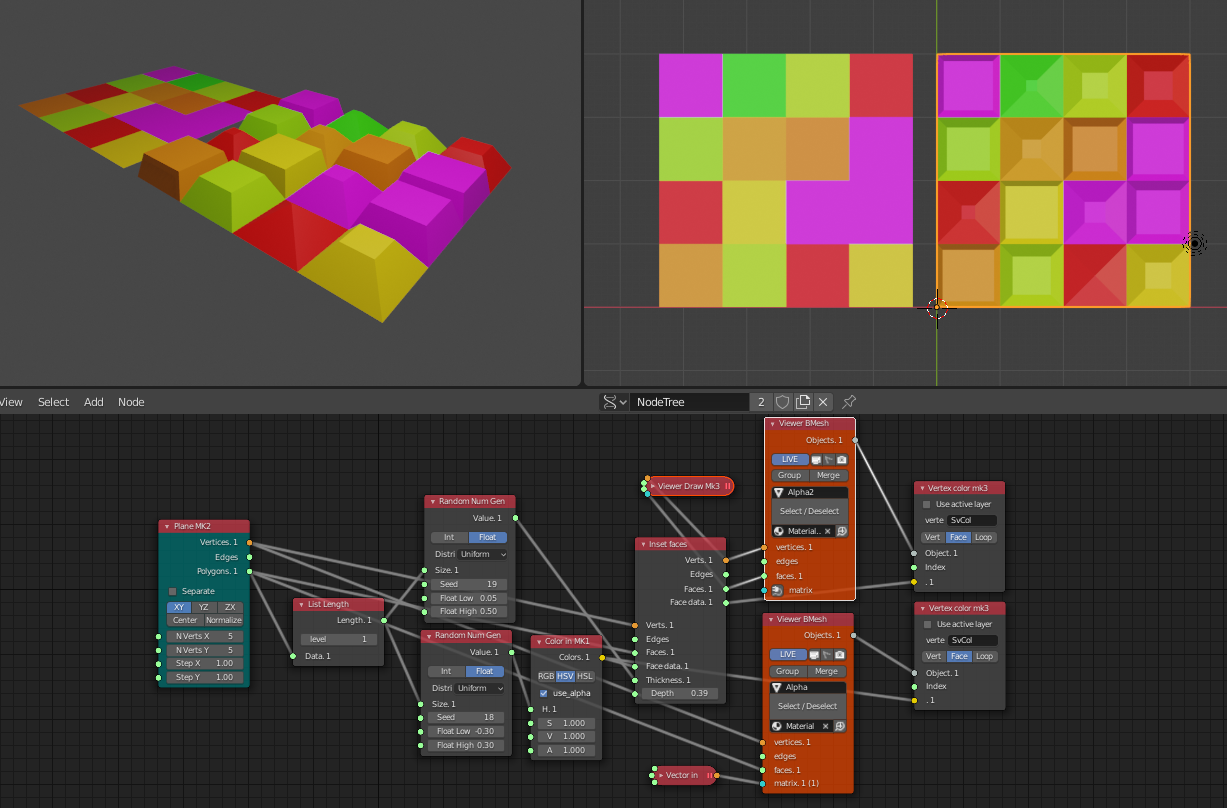 View Select Add Node
NodeTree 2
Plane MK2
Vertices. 1
Edges
Polygons. 1
Separate
XY YZ ZX
Center Normalize
N Verts X 5
N Verts Y 5
Step X 1.00
Step Y 1.00
List Length
Length. 1
level 1
Data. 1
Random Num Gen
Value. 1
Int Float
Distri Uniform
Size. 1
Seed 19
Float Low 0.05
Float High 0.50
Random Num Gen
Value. 1
Int Float
Distri Uniform
Size. 1
Seed 18
Float Low -0.30
Float High 0.30
Color in MK1
Colors. 1
RGB HSV HSL
use_alpha
H. 1
S 1.000
V 1.000
A 1.000
Viewer Draw Mk3
Inset faces
Verts. 1
Edges
Faces. 1
Face data. 1
Verts. 1
Edges
Faces. 1
Face data. 1
Thickness. 1
Depth 0.39
Vector in
Viewer BMesh
Objects. 1
LIVE
Group Merge
Alpha2
Select / Deselect
Material..
vertices. 1
edges
faces. 1
matrix
Viewer BMesh
Objects. 1
LIVE
Group Merge
Alpha
Select / Deselect
Material
vertices. 1
edges
faces. 1
matrix. 1 (1)
Vertex color mk3
Use active layer
verte SvCol
Vert Face Loop
Object. 1
Index
. 1
Vertex color mk3
Use active layer
verte SvCol
Vert Face Loop
Object. 1
Index
. 1